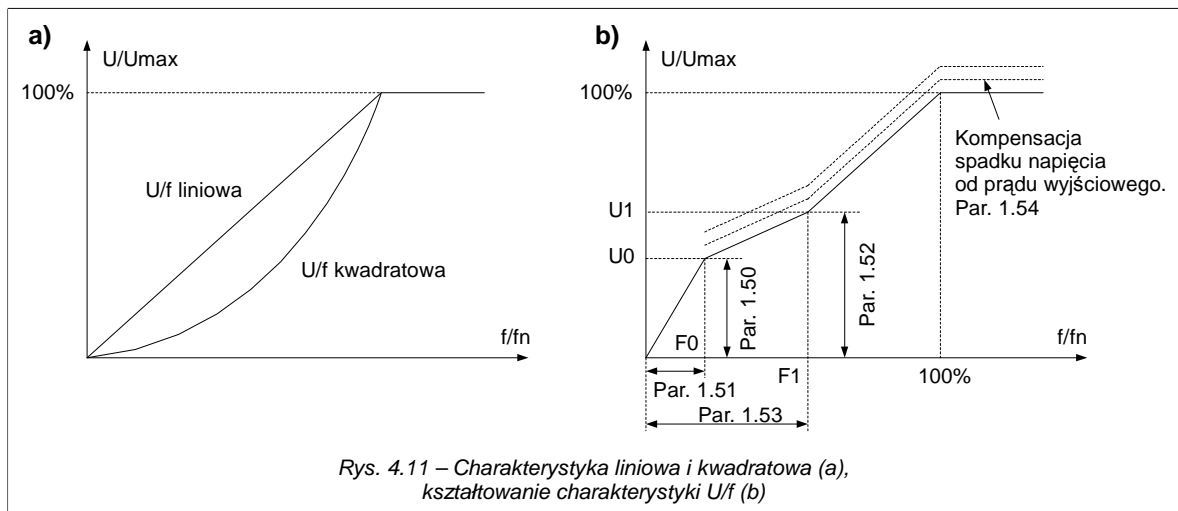 a)
U/Umax
100%
U/f liniowa
U/f kwadratowa
f/fn
b)
U/Umax
100%
Kompensacja
spadku napięcia
od prądu wyjściowego.
Par. 1.54
U1
U0
Par. 1.50
Par. 1.52
f/fn
F0
F1
100%
Par. 1.51
Par. 1.53
Rys. 4.11 – Charakterystyka liniowa i kwadratowa (a),
kształtowanie charakterystyki U/f (b)